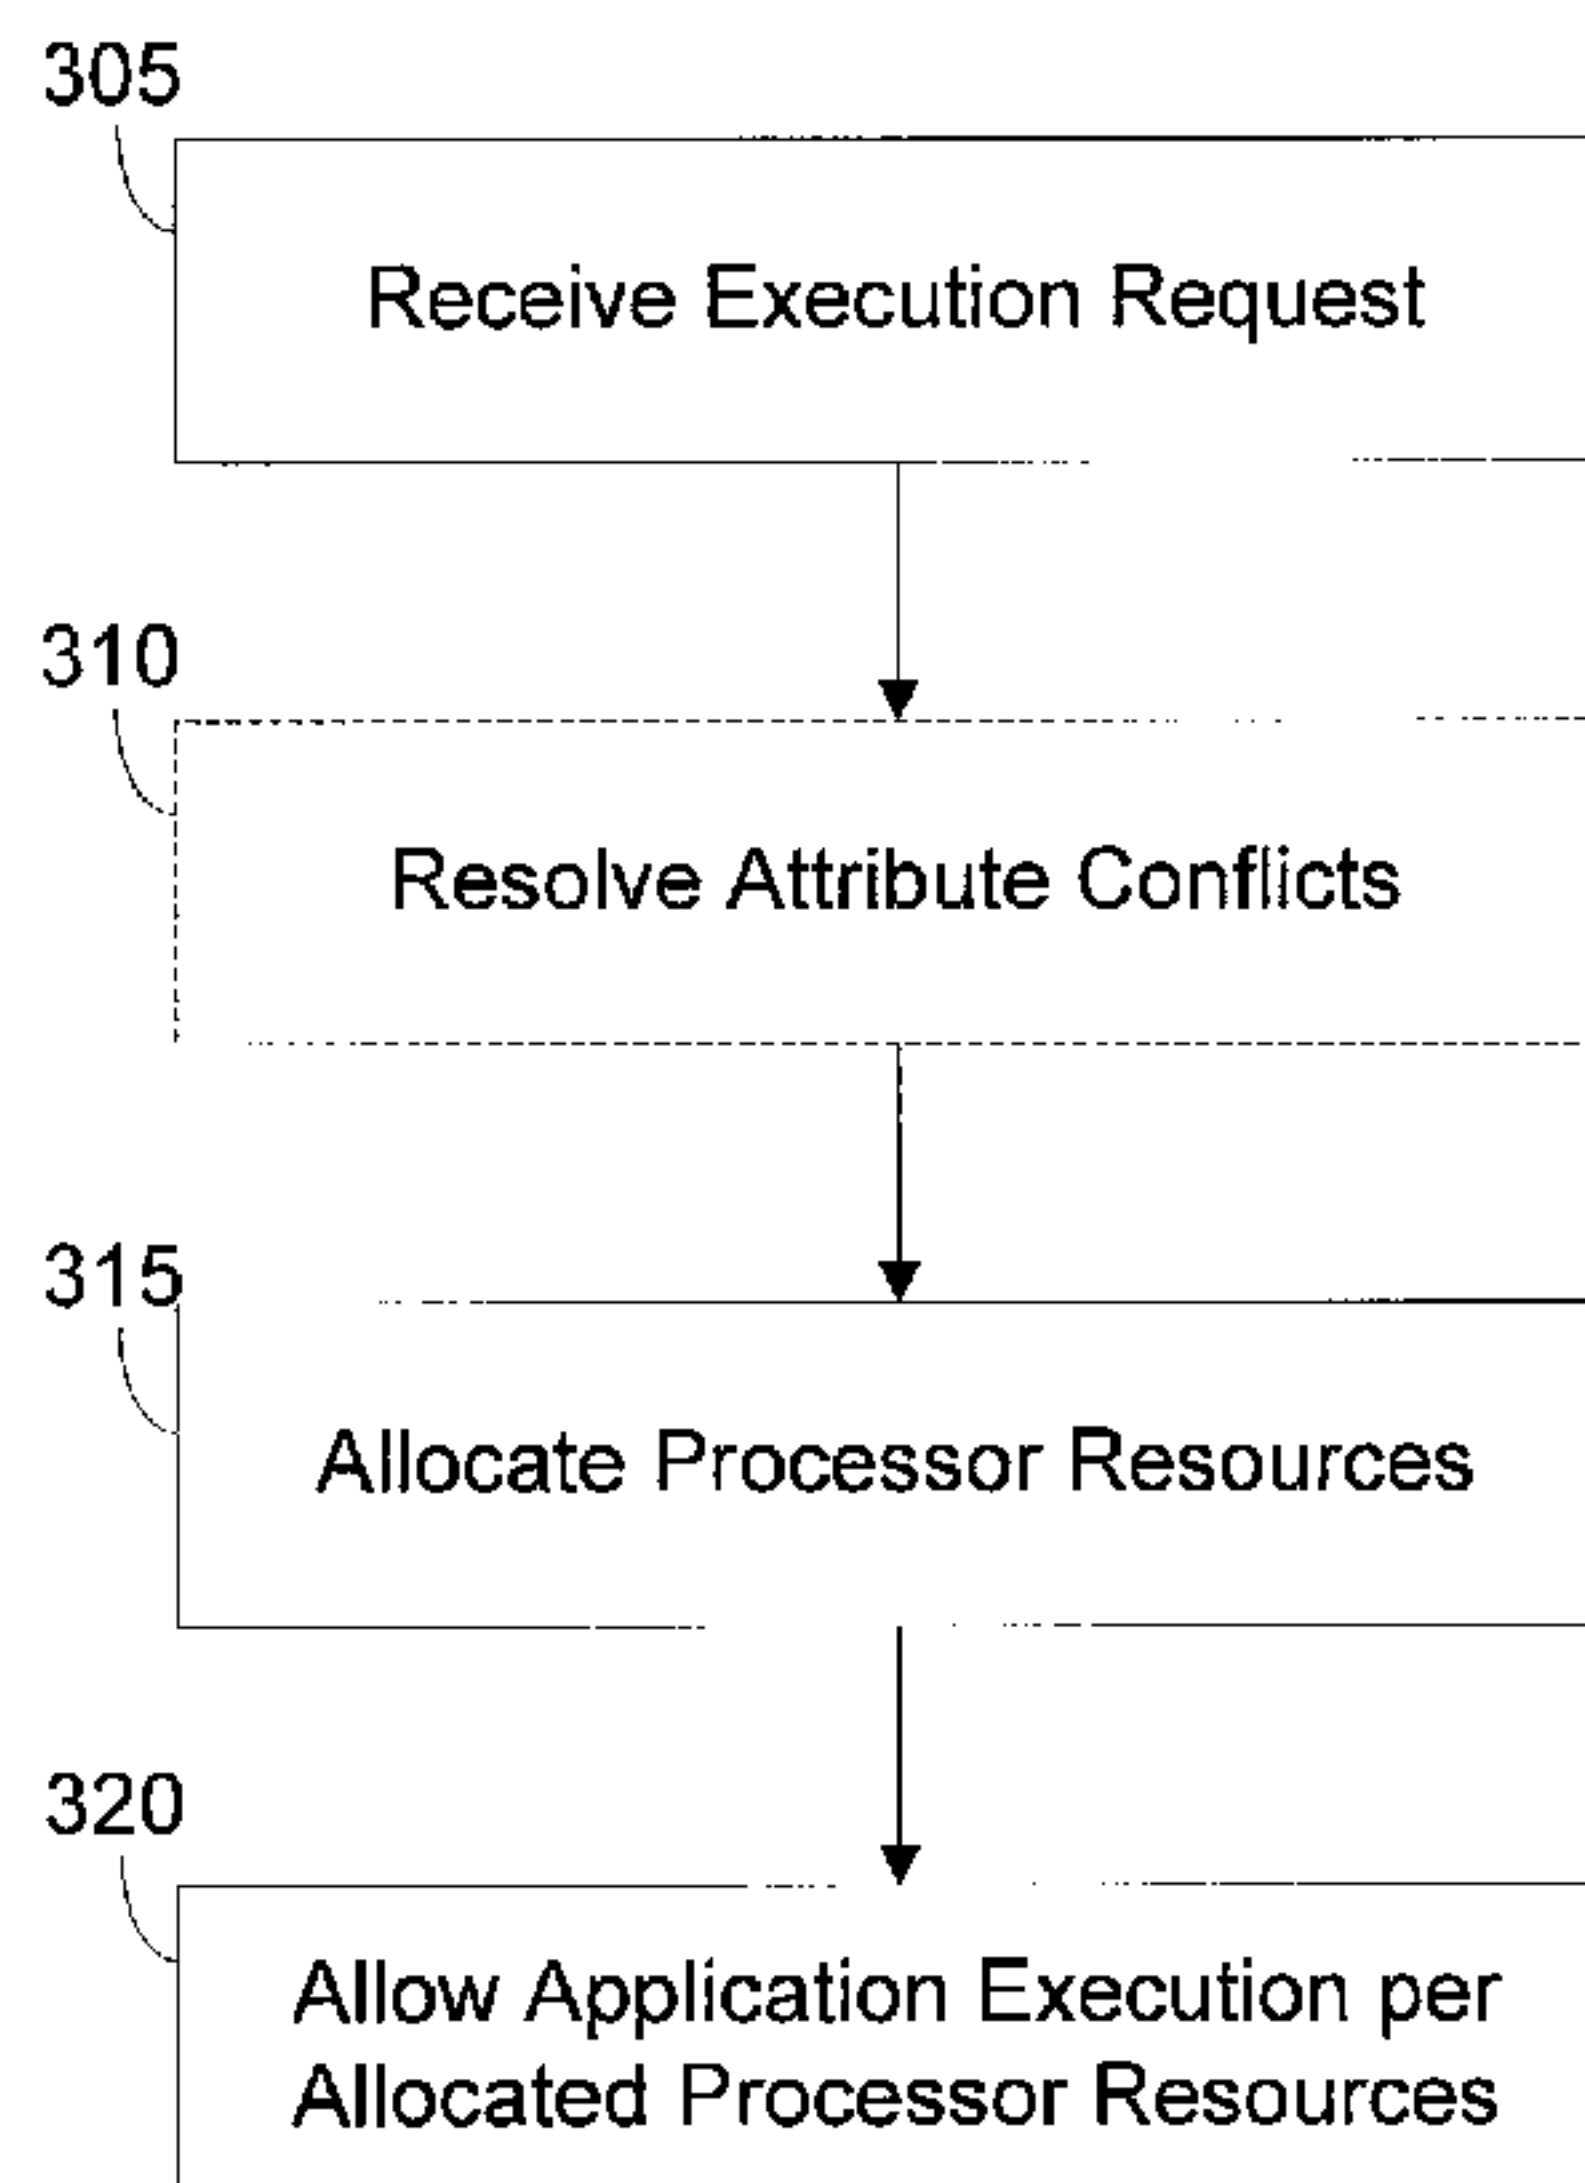 305
Receive Execution Request
310
Resolve Attribute Conflicts
315
Allocate Processor Resources
320
Allow Application Execution per
Allocated Processor Resources